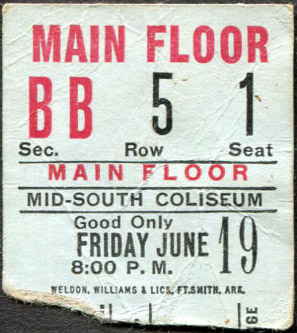 MAIN FLOOR
BB 5 1
Sec. Row Seat
MAIN FLOOR
MID-SOUTH COLISEUM
Good Only
FRIDAY JUNE 19
8:00 P. M.
WELDON, WILLIAMS & LICK, FT. SMITH, ARK.